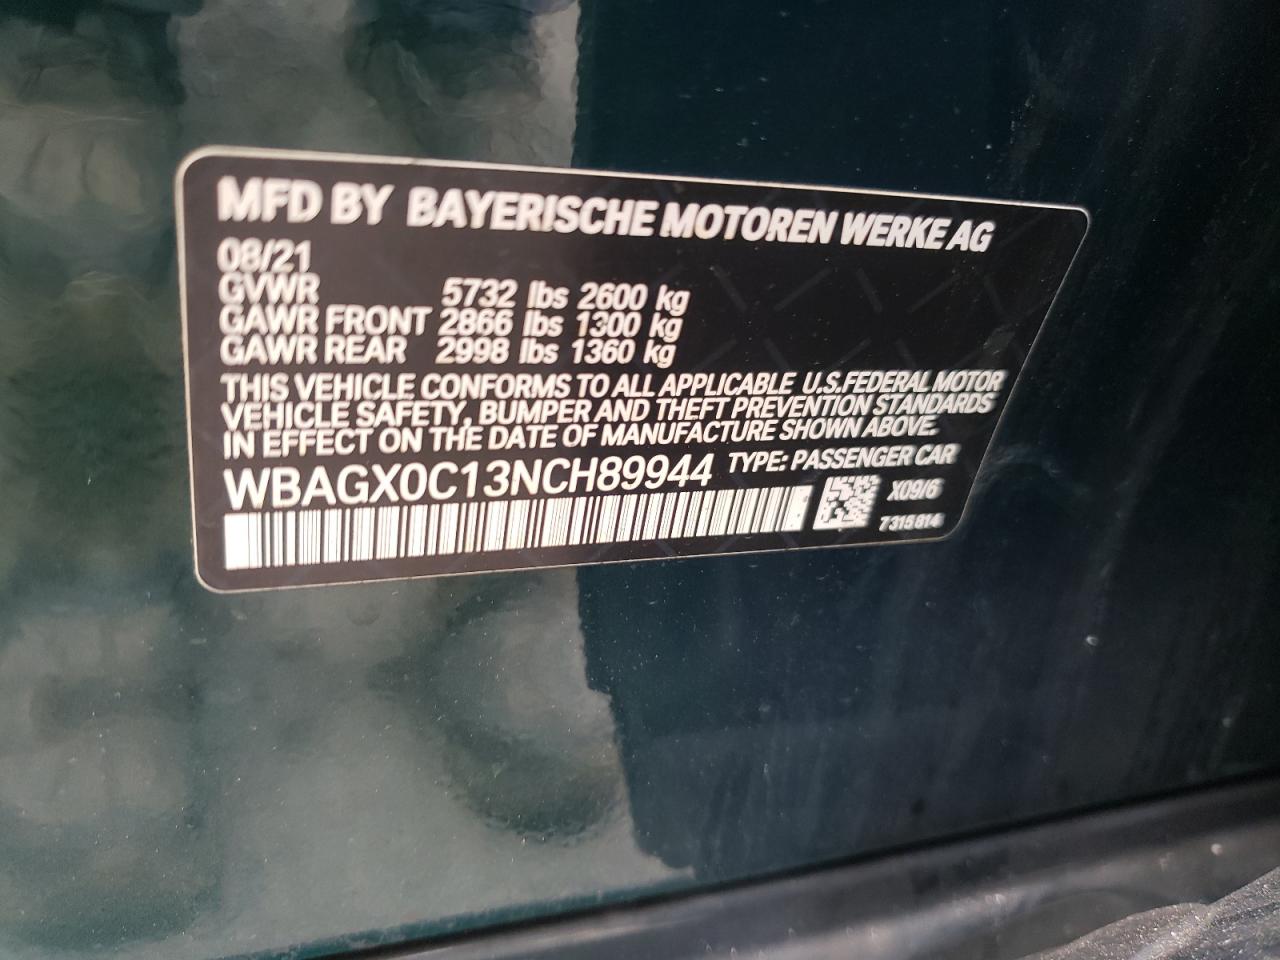 MFD BY BAYERISCHE MOTOREN WERKE AG
08/21
GVWR 5732 lbs 2600 kg
GAWR FRONT 2866 lbs 1300 kg
GAWR REAR 2998 lbs 1360 kg
THIS VEHICLE CONFORMS TO ALL APPLICABLE U.S.FEDERAL MOTOR
VEHICLE SAFETY, BUMPER AND THEFT PREVENTION STANDARDS
IN EFFECT ON THE DATE OF MANUFACTURE SHOWN ABOVE.
WBAGX0C13NCH89944 TYPE: PASSENGER CAR
X09/6
7315814